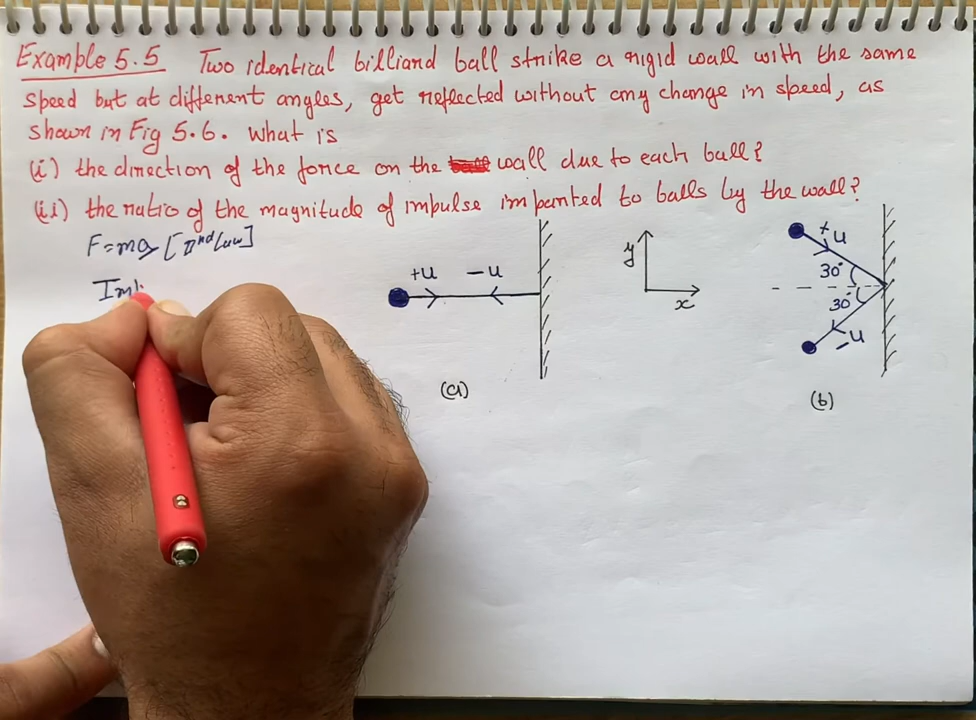 Example 5.5 Two identical billiard ball strike a rigid wall with the same
speed but at different angles, get reflected without any change in speed, as
shown in Fig 5.6. What is
(i) the direction of the force on the wall due to each ball?
(ii) the ratio of the magnitude of impulse imparted to balls by the wall?
F=ma [IInd Law]
Imp
+u -u
y
x
(a)
+u
30°
30°
-u
(b)